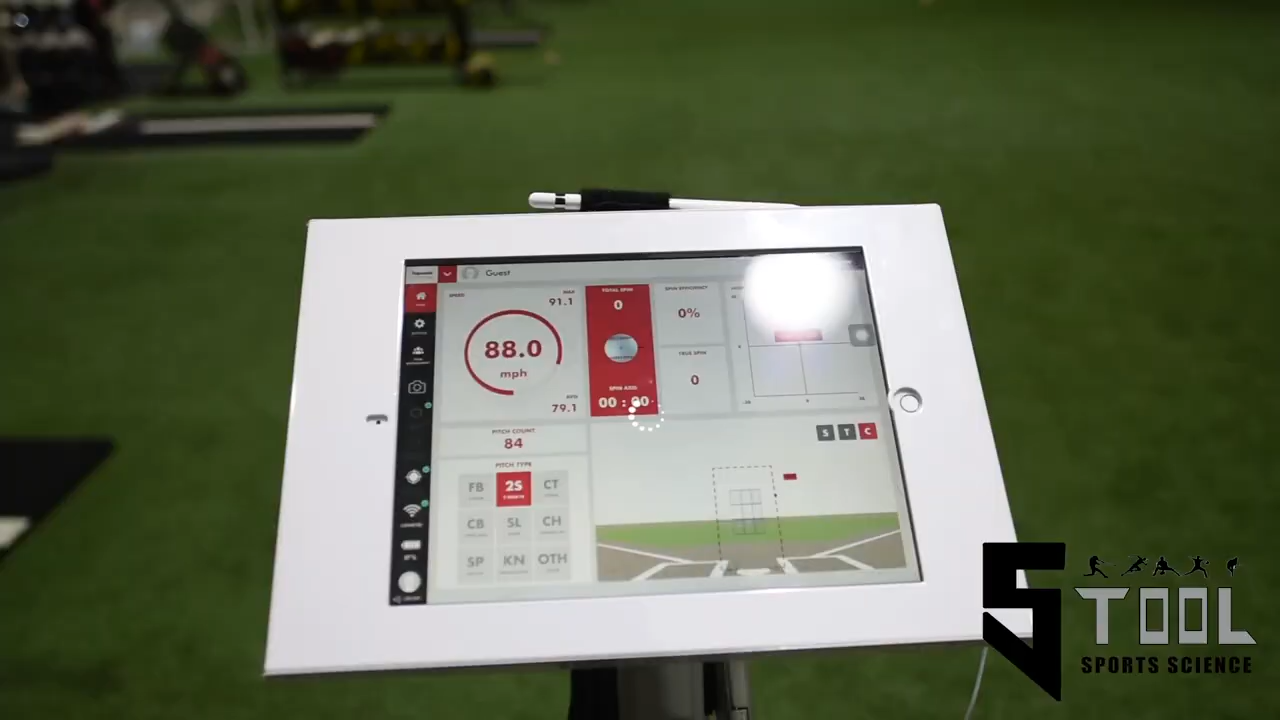 Guest
SPEED
MAX
91.1
88.0
mph
AVG
79.1
TOTAL SPIN
0
SPIN AXIS
00 : 00
SPIN EFFICIENCY
0%
TRUE SPIN
0
PITCH COUNT
84
PITCH TYPE
FB
2S
CT
CB
SL
CH
SP
KN
OTH
S T C
5 TOOL
SPORTS SCIENCE